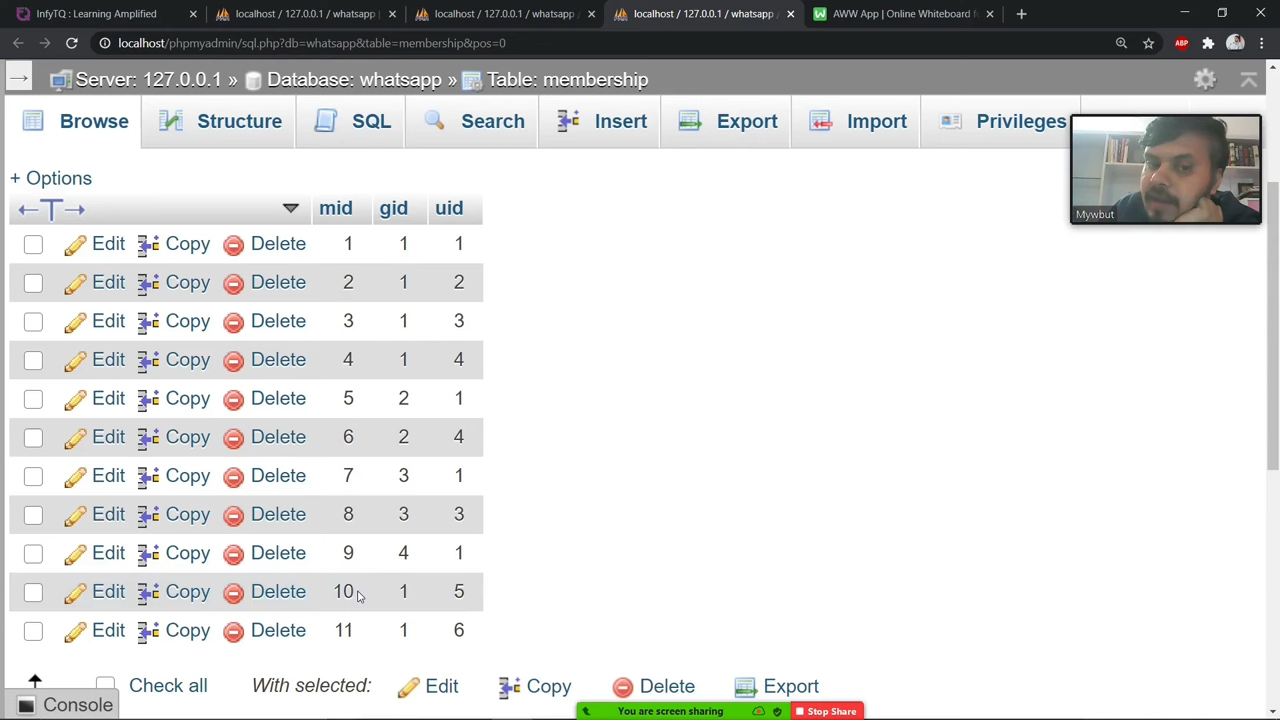 InfyTQ : Learning Amplified
localhost / 127.0.0.1 / whatsapp
localhost / 127.0.0.1 / whatsapp
localhost / 127.0.0.1 / whatsapp
AWW App | Online Whiteboard f
localhost/phpmyadmin/sql.php?db=whatsapp&table=membership&pos=0
ABP
Server: 127.0.0.1 » Database: whatsapp » Table: membership
Browse Structure SQL Search Insert Export Import Privileges
Mywbut
+ Options
←T→ mid gid uid
Edit Copy Delete 1 1 1
Edit Copy Delete 2 1 2
Edit Copy Delete 3 1 3
Edit Copy Delete 4 1 4
Edit Copy Delete 5 2 1
Edit Copy Delete 6 2 4
Edit Copy Delete 7 3 1
Edit Copy Delete 8 3 3
Edit Copy Delete 9 4 1
Edit Copy Delete 10 1 5
Edit Copy Delete 11 1 6
Check all With selected: Edit Copy Delete Export
Console
You are screen sharing Stop Share